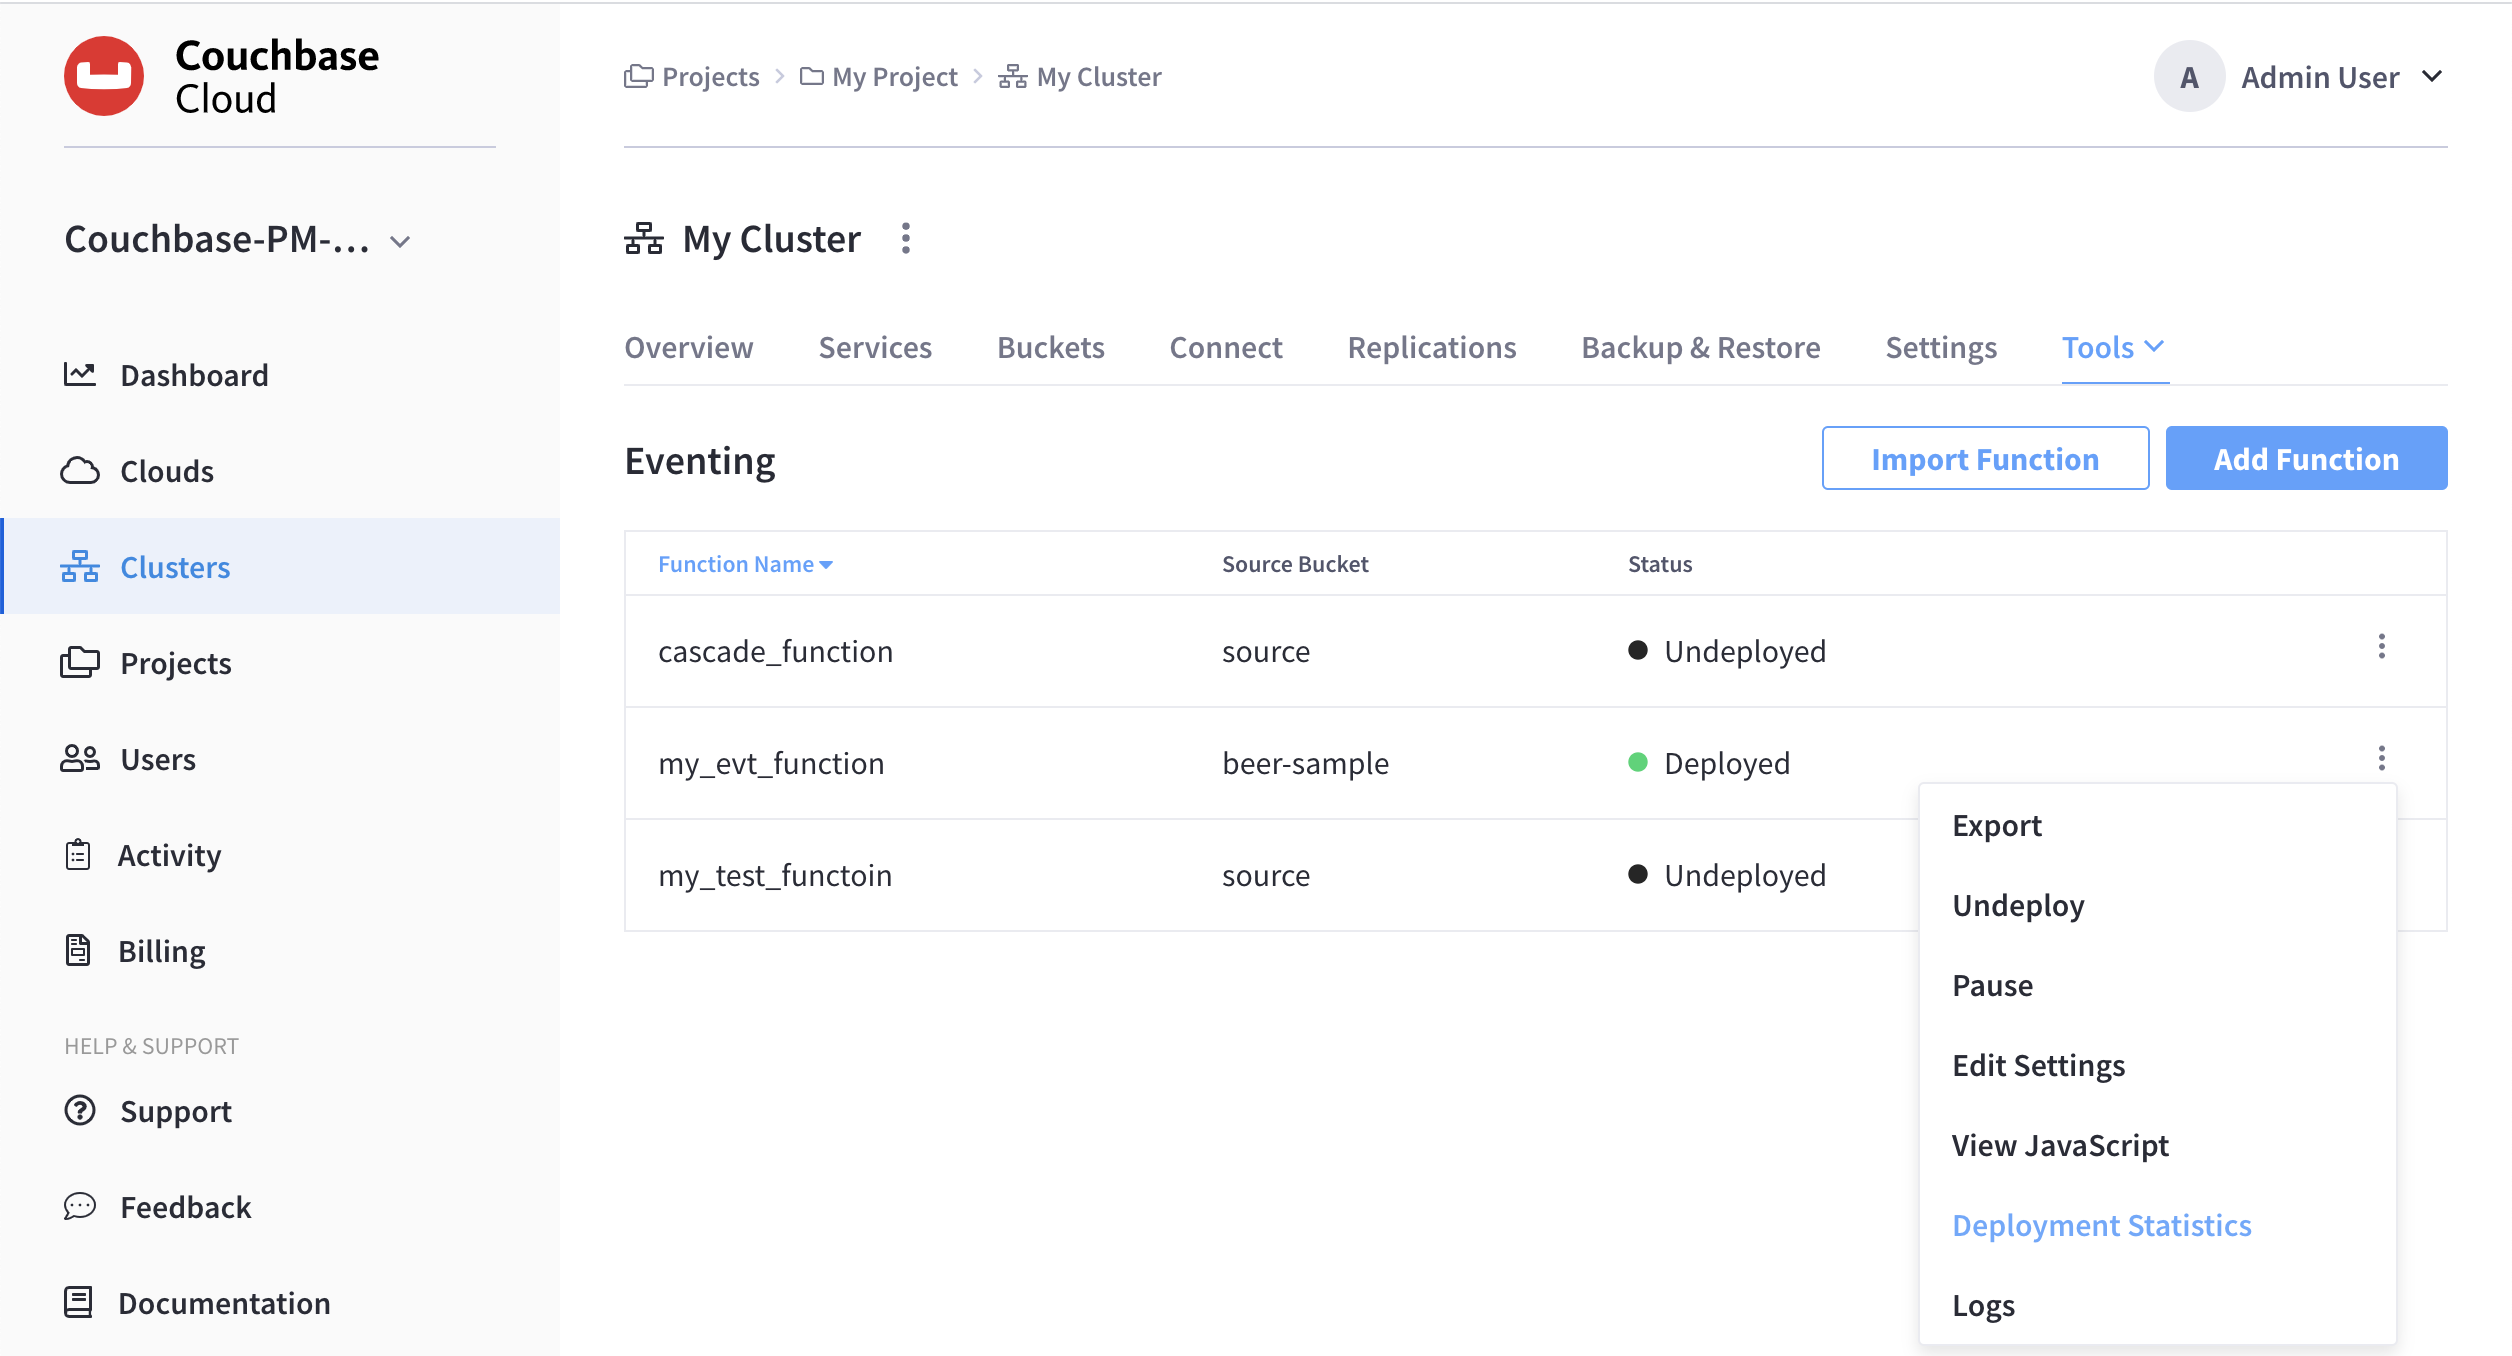 Couchbase
Cloud
Projects > My Project > My Cluster
A Admin User
Couchbase-PM-...
My Cluster
Dashboard
Clouds
Clusters
Projects
Users
Activity
Billing
HELP & SUPPORT
Support
Feedback
Documentation
Overview Services Buckets Connect Replications Backup & Restore Settings Tools
Eventing
Import Function Add Function
Function Name Source Bucket Status
cascade_function source Undeployed
my_evt_function beer-sample Deployed
my_test_functoin source Undeployed
Export
Undeploy
Pause
Edit Settings
View JavaScript
Deployment Statistics
Logs